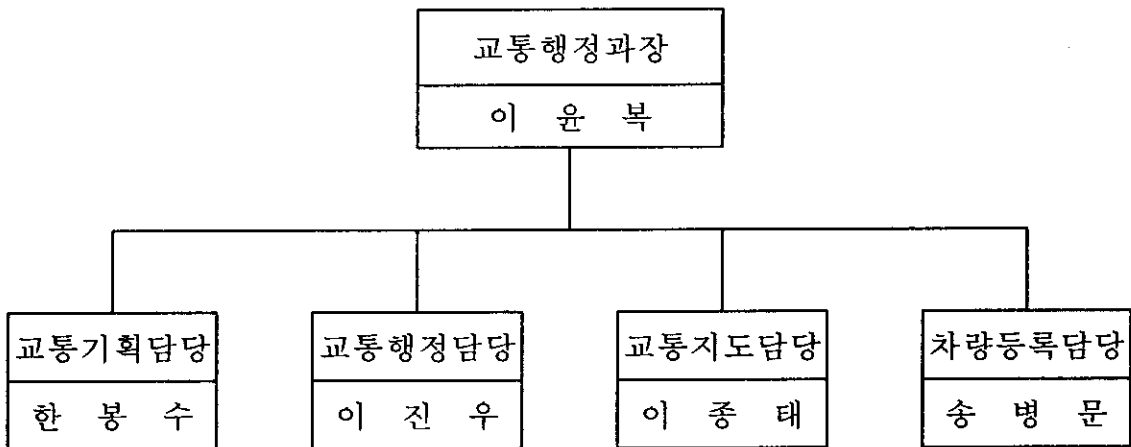 교통행정과장
이 윤 복
교통기획담당 교통행정담당 교통지도담당 차량등록담당
한 봉 수 이 진 우 이 종 태 송 병 문